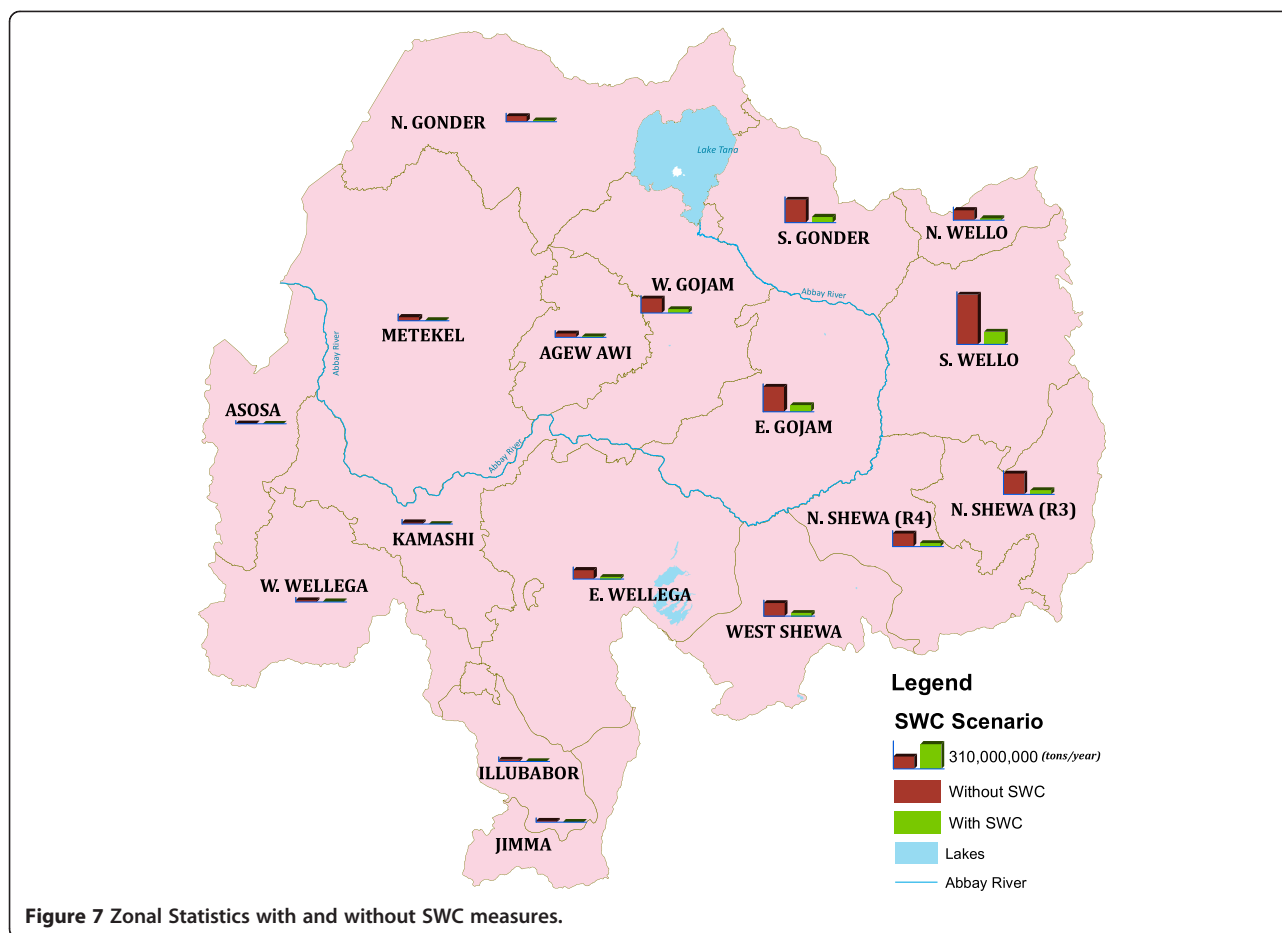 N. GONDER
Lake Tana
S. GONDER
N. WELLO
W. GOJAM
Abbay River
METEKEL
AGEW AWI
Abbay River
S. WELLO
ASOSA
E. GOJAM
Abbay River
N. SHEWA (R4)
N. SHEWA (R3)
KAMASHI
W. WELLEGA
E. WELLEGA
WEST SHEWA
ILLUBABOR
JIMMA
Legend
SWC Scenario
310,000,000 (tons/year)
Without SWC
With SWC
Lakes
Abbay River
Figure 7 Zonal Statistics with and without SWC measures.